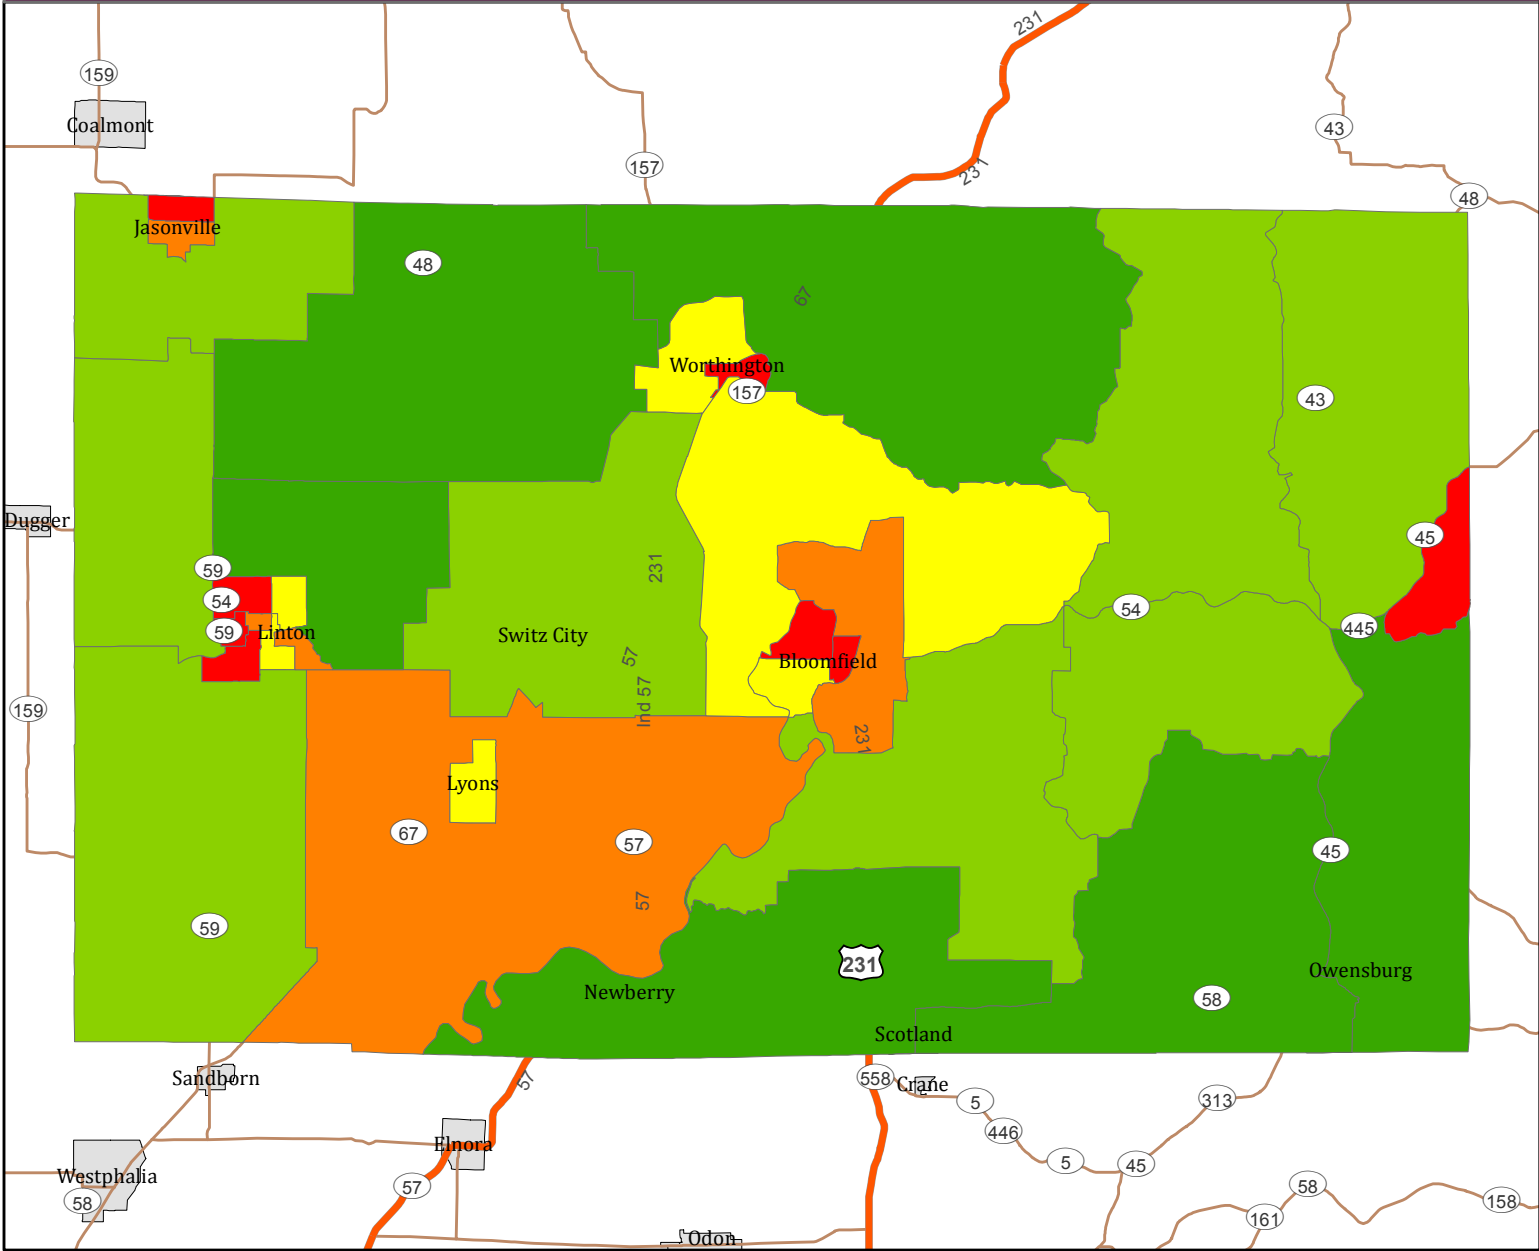 231
159
Coalmont
43
157
231
48
Jasonville
48
67
Worthington
157
43
Dugger
45
59
231
54
54
59
Linton
Switz City
445
57
Bloomfield
Ind 57
159
231
Lyons
67
57
45
57
59
231
Owensburg
Newberry
58
Scotland
Sandborn
57
558
Crane
5
313
446
Elnora
5
45
Westphalia
57
58
58
158
161
Odon